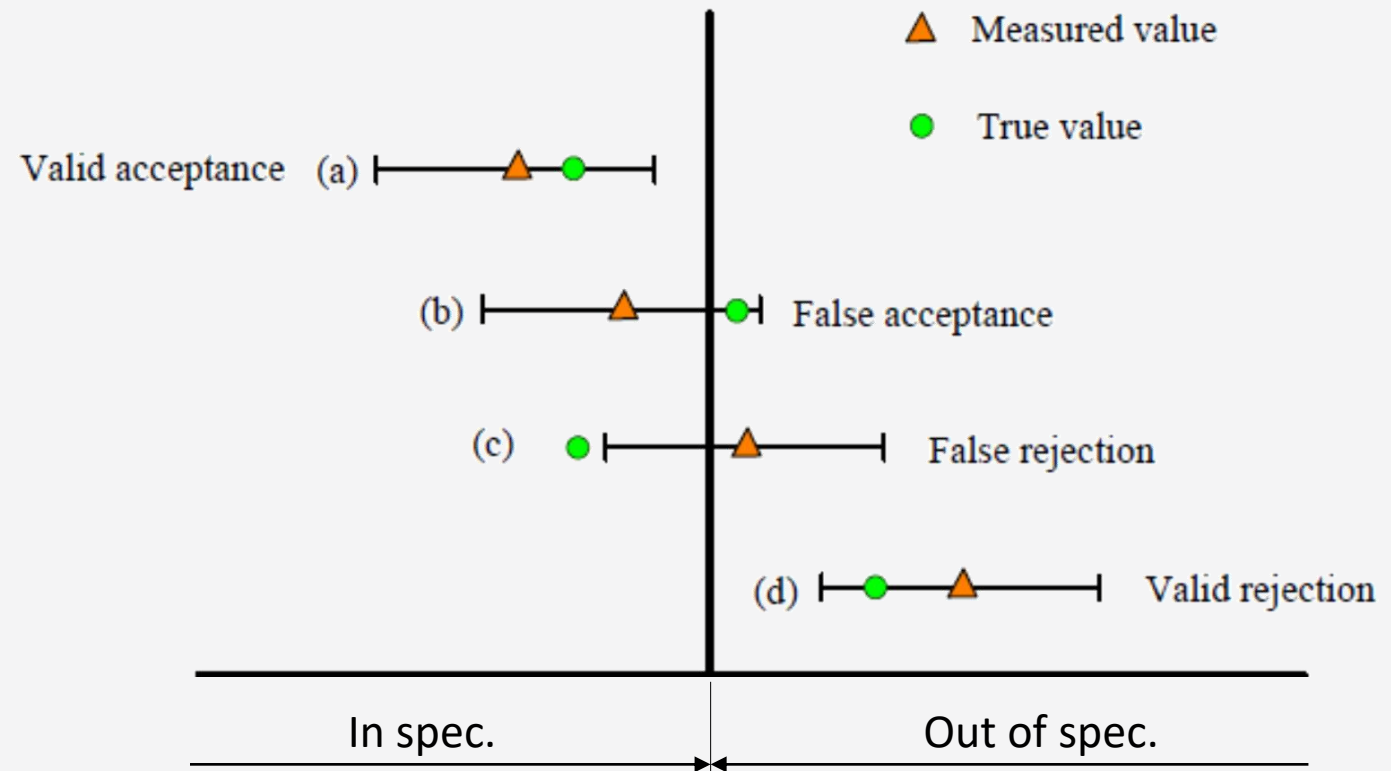 Measured value
True value
Valid acceptance (a)
(b) False acceptance
(c) False rejection
(d) Valid rejection
In spec. Out of spec.